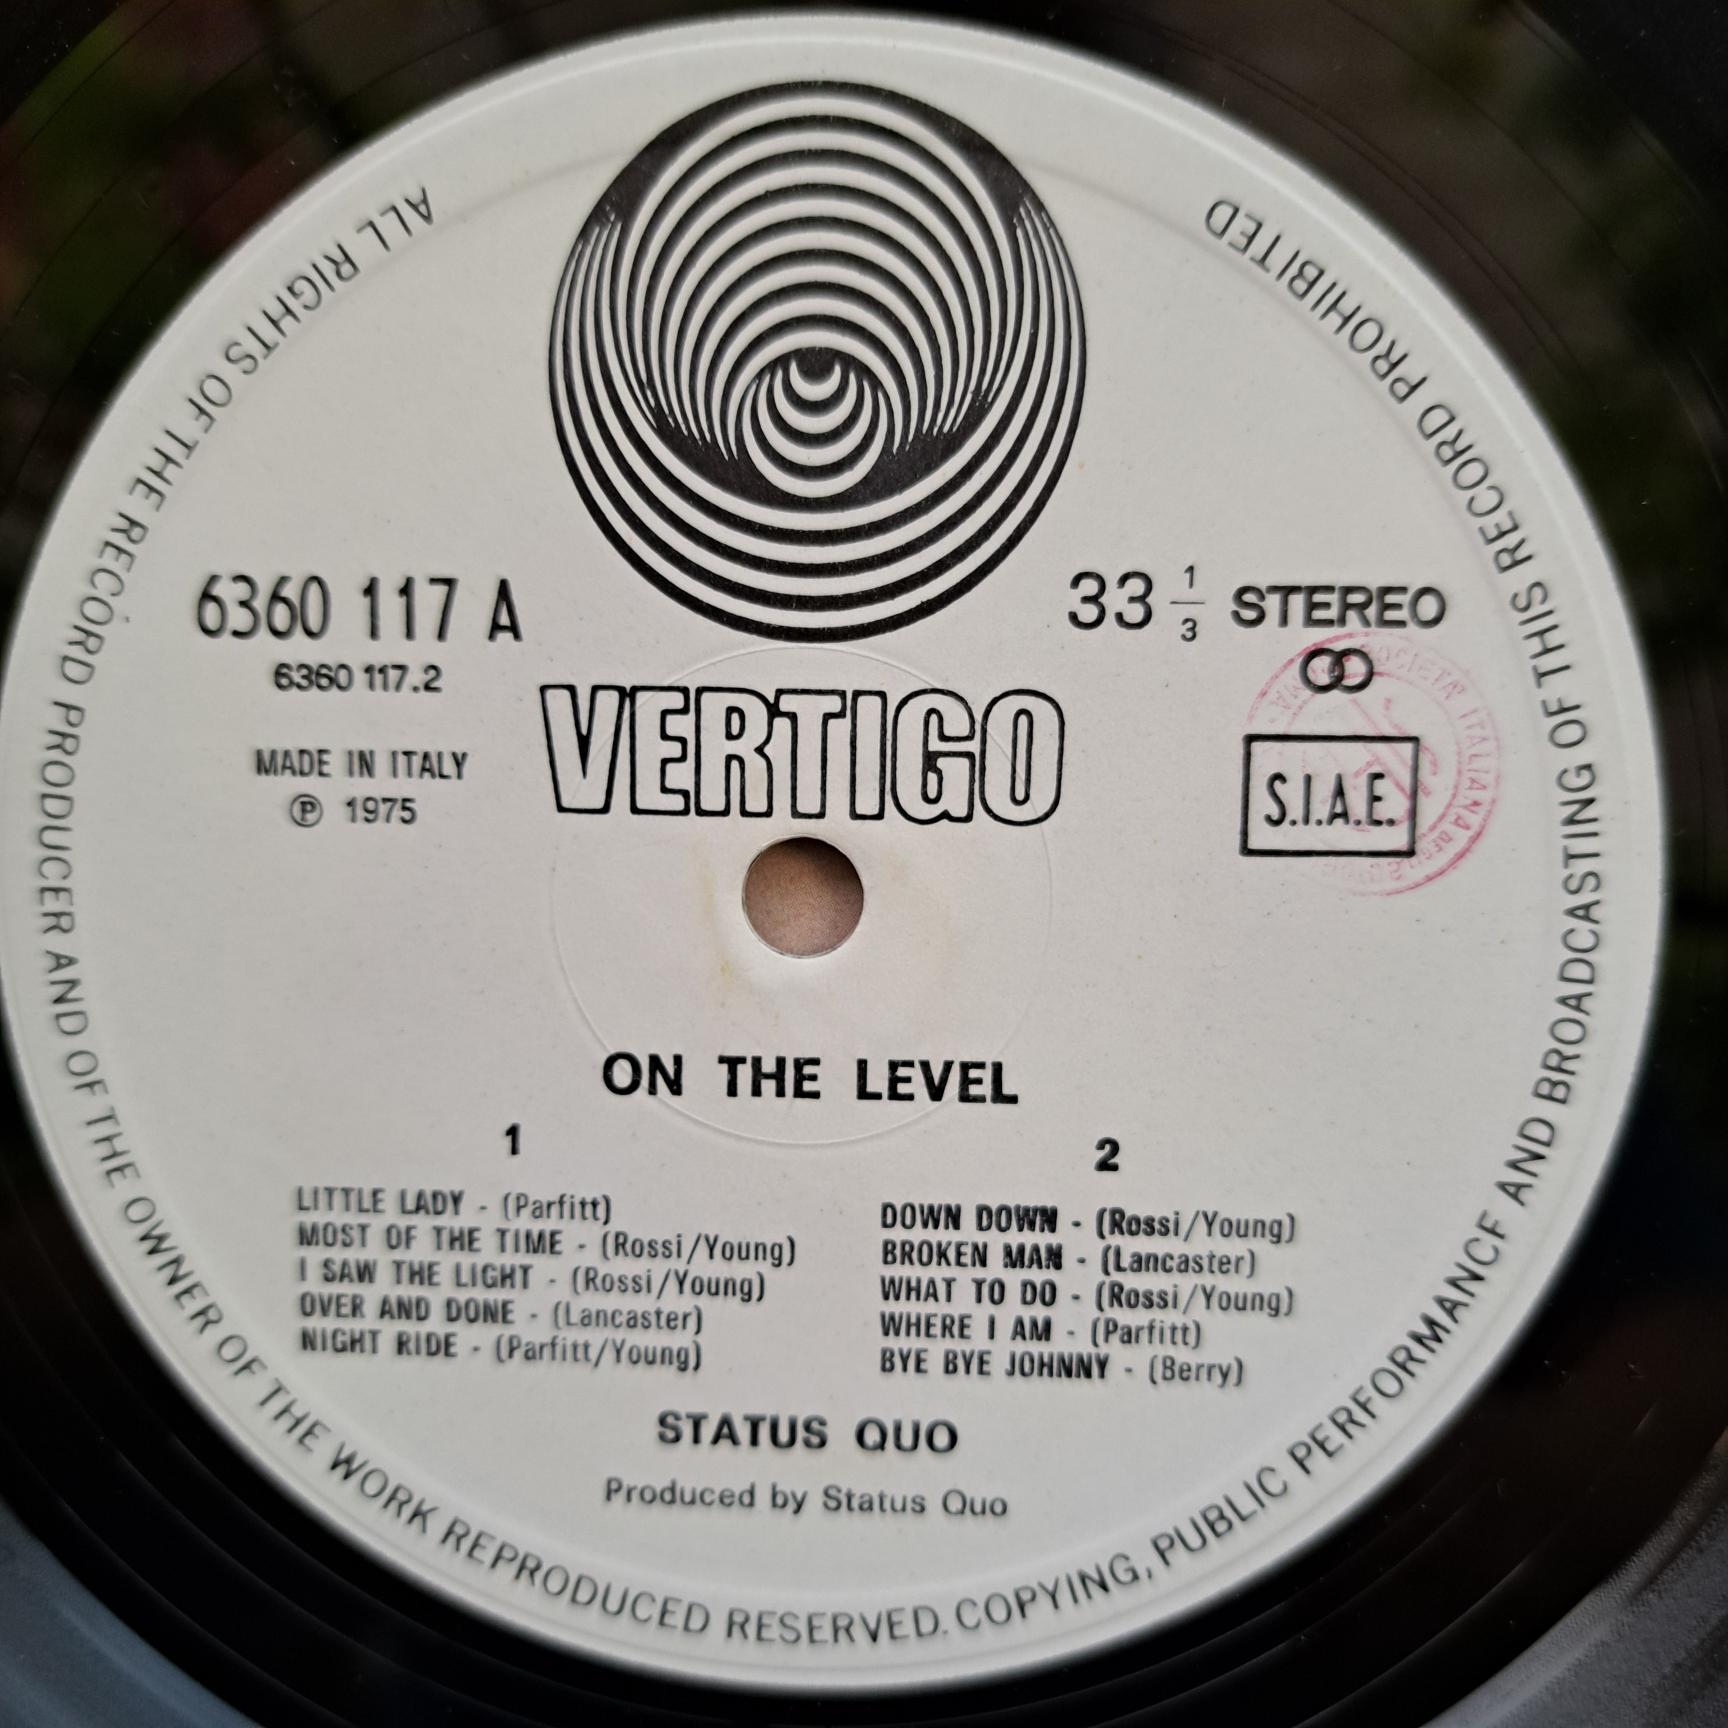 6360 117 A
6360 117.2
MADE IN ITALY
Ⓟ 1975
VERTIGO
33 1/3 STEREO
S.I.A.E.
SOCIETA' ITALIANA
ON THE LEVEL
1
LITTLE LADY - (Parfitt)
MOST OF THE TIME - (Rossi/Young)
I SAW THE LIGHT - (Rossi/Young)
OVER AND DONE - (Lancaster)
NIGHT RIDE - (Parfitt/Young)
2
DOWN DOWN - (Rossi/Young)
BROKEN MAN - (Lancaster)
WHAT TO DO - (Rossi/Young)
WHERE I AM - (Parfitt)
BYE BYE JOHNNY - (Berry)
STATUS QUO
Produced by Status Quo
ALL RIGHTS OF THE RECORD PRODUCER AND OF THE OWNER OF THE WORK REPRODUCED RESERVED. COPYING, PUBLIC PERFORMANCE AND BROADCASTING OF THIS RECORD PROHIBITED